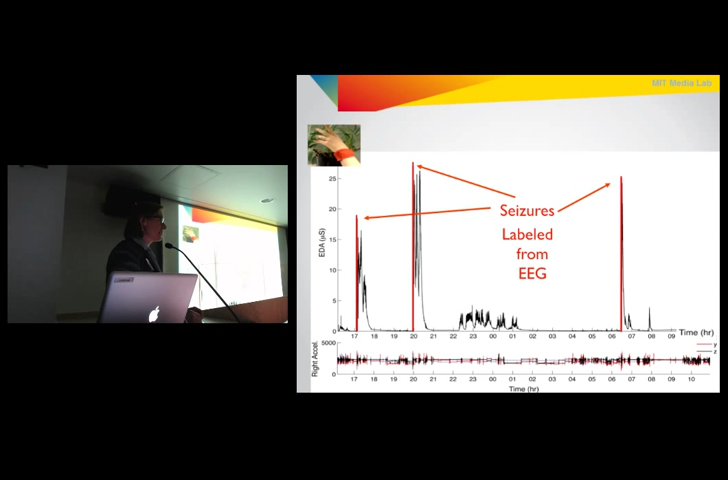 MIT Media Lab
25
20
15
10
5
0
EDA (µS)
Seizures
Labeled
from
EEG
17 18 19 20 21 22 23 00 01 02 03 04 05 06 07 08 09 10
Time (hr)
5000
0
Right Accel.
y
z
17 18 19 20 21 22 23 00 01 02 03 04 05 06 07 08 09 10
Time (hr)